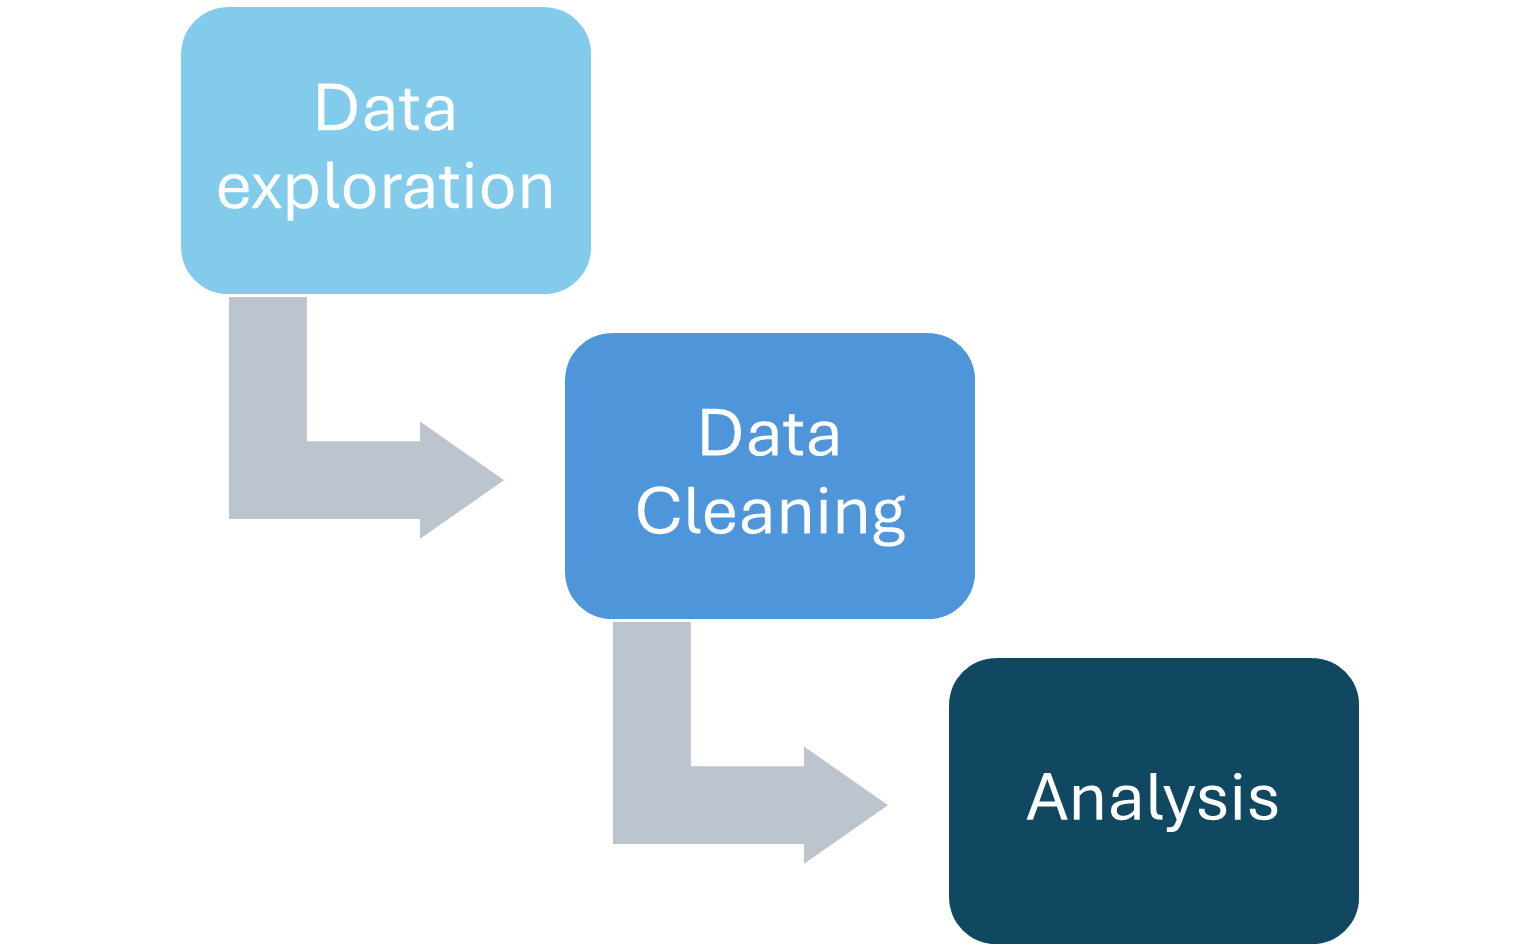 Data
exploration
Data
Cleaning
Analysis